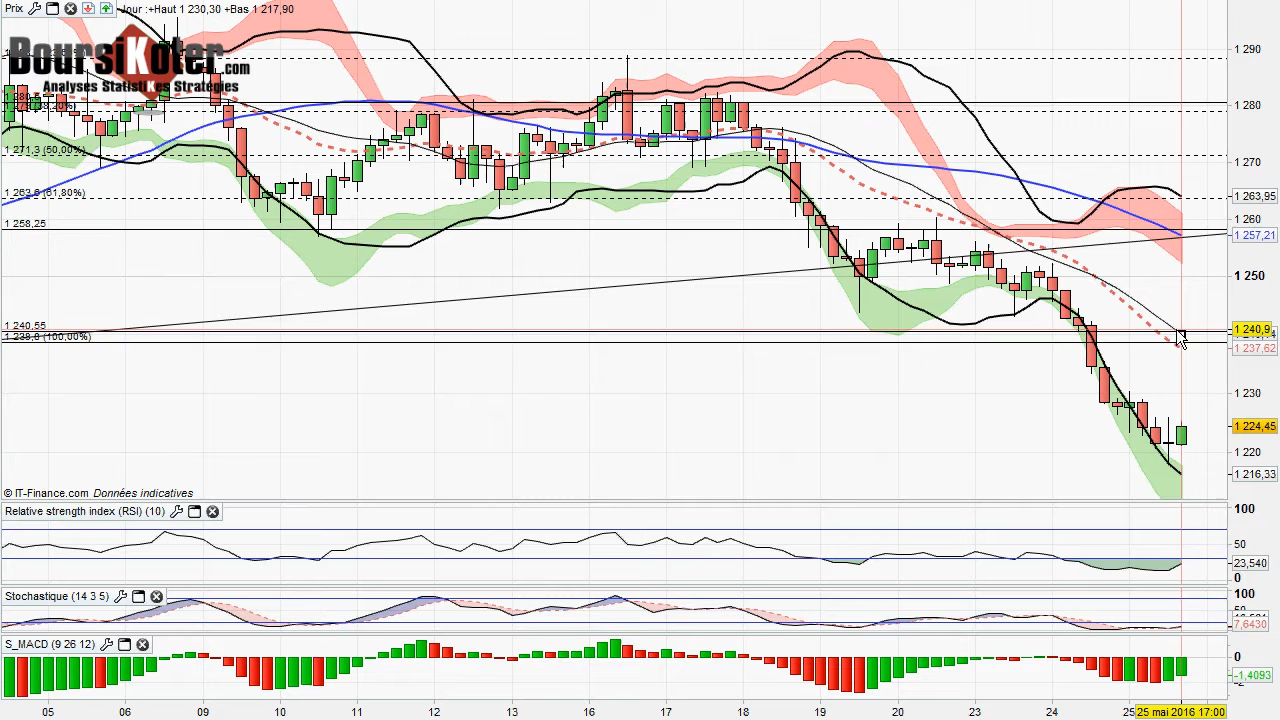 Prix
Jour :+Haut 1 230,30 +Bas 1 217,90
BoursiKoter.com
Analyses StatistiKes Stratégies
1 271,3 (50,00%)
1 263,6 (61,80%)
1 258,25
1 240,55
1 238,8 (100,00%)
© IT-Finance.com Données indicatives
1 290
1 280
1 270
1 263,95
1 260
1 257,21
1 250
1 240,9
1 237,62
1 230
1 224,45
1 220
1 216,33
Relative strength index (RSI) (10)
100
50
23,540
0
Stochastique (14 3 5)
100
7,6430
S_MACD (9 26 12)
0
-1,4093
05 06 09 10 11 12 13 16 17 18 19 20 23 24 25 25 mai 2016 17:00